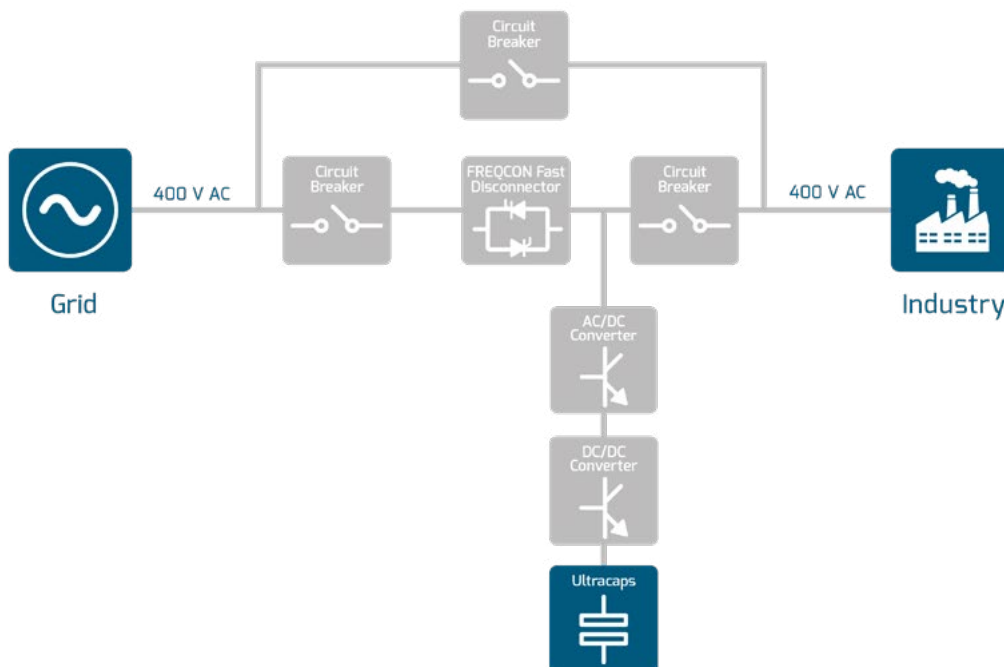 Circuit
Breaker
400 V AC
Circuit
Breaker
FREQCON Fast
Disconnector
Circuit
Breaker
400 V AC
Grid
Industry
AC/DC
Converter
DC/DC
Converter
Ultracaps